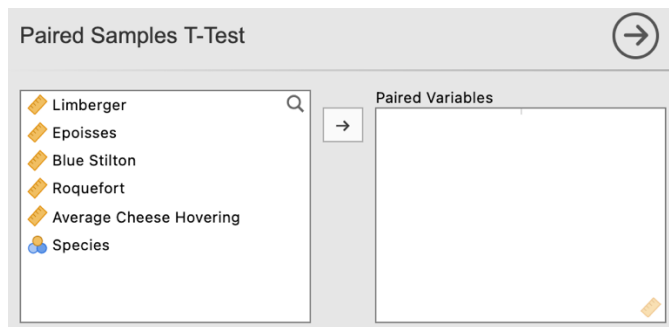 Paired Samples T-Test
Limberger
Epoisses
Blue Stilton
Roquefort
Average Cheese Hovering
Species
Paired Variables